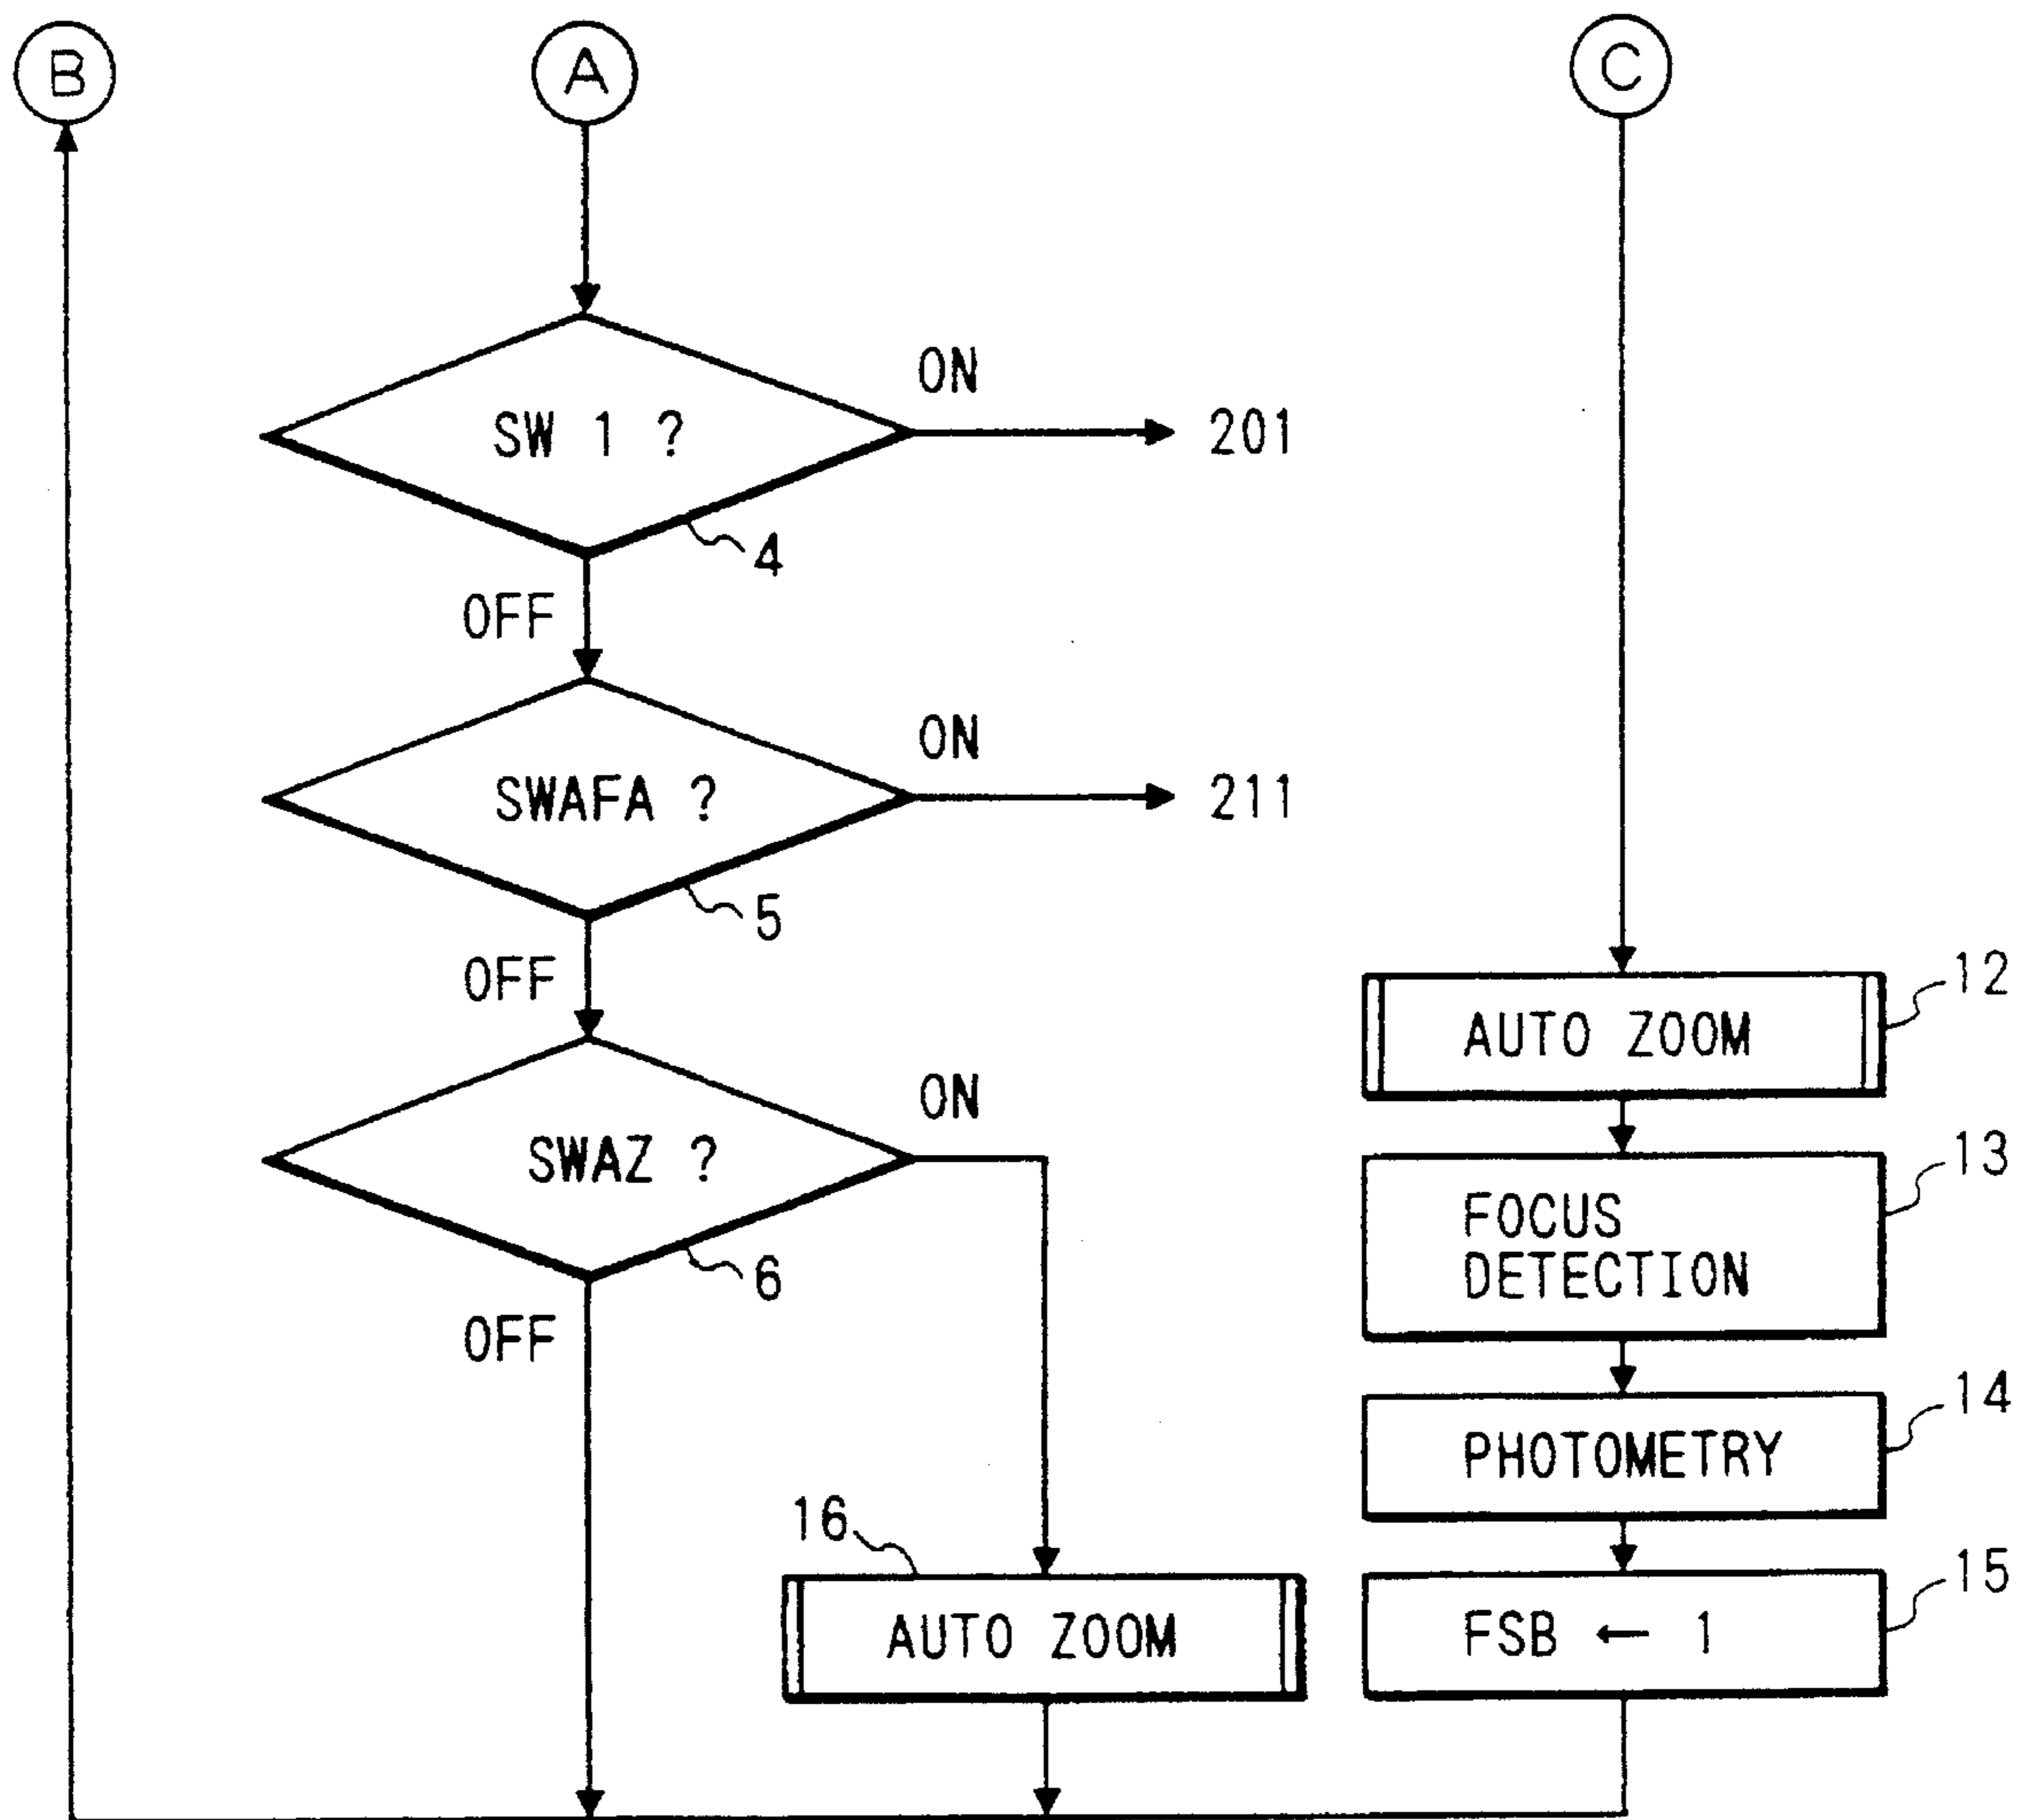 B
A
C
SW 1 ?
ON
201
4
OFF
SWAFA ?
ON
211
5
OFF
SWAZ ?
ON
6
OFF
16
AUTO ZOOM
12
AUTO ZOOM
13
FOCUS
DETECTION
14
PHOTOMETRY
15
FSB ← 1